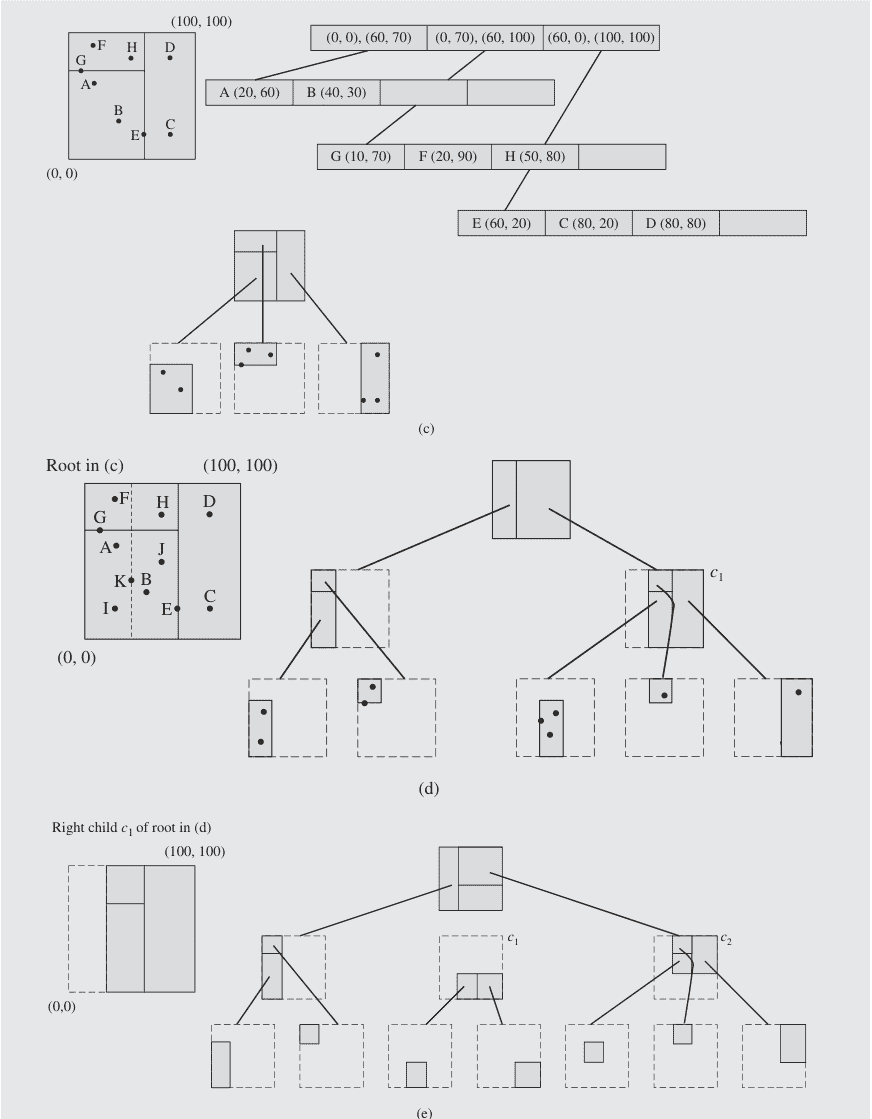 (100, 100)
F H D
G
A
B
E C
(0, 0)
(0, 0), (60, 70) (0, 70), (60, 100) (60, 0), (100, 100)
A (20, 60) B (40, 30)
G (10, 70) F (20, 90) H (50, 80)
E (60, 20) C (80, 20) D (80, 80)
(c)
Root in (c) (100, 100)
F H D
G
A J
K B
I E C
(0, 0)
c1
(d)
Right child c1 of root in (d)
(100, 100)
(0,0)
c1 c2
(e)